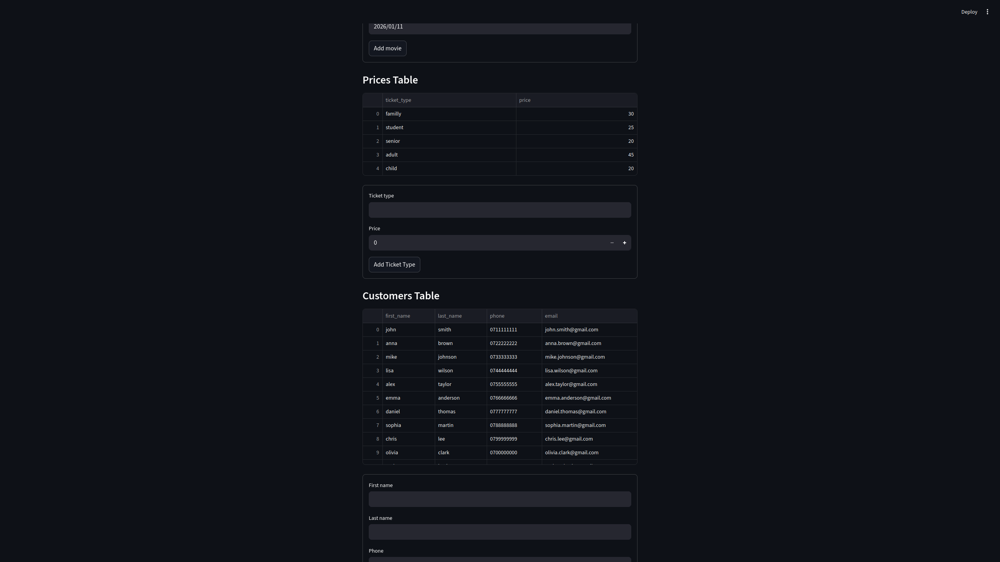 Deploy
2026/01/11
Add movie
Prices Table
ticket_type price
0 familly 30
1 student 25
2 senior 20
3 adult 45
4 child 20
Ticket type
Price
0
Add Ticket Type
Customers Table
first_name last_name phone email
0 john smith 0711111111 john.smith@gmail.com
1 anna brown 0722222222 anna.brown@gmail.com
2 mike johnson 0733333333 mike.johnson@gmail.com
3 lisa wilson 0744444444 lisa.wilson@gmail.com
4 alex taylor 0755555555 alex.taylor@gmail.com
5 emma anderson 0766666666 emma.anderson@gmail.com
6 daniel thomas 0777777777 daniel.thomas@gmail.com
7 sophia martin 0788888888 sophia.martin@gmail.com
8 chris lee 0799999999 chris.lee@gmail.com
9 olivia clark 0700000000 olivia.clark@gmail.com
First name
Last name
Phone